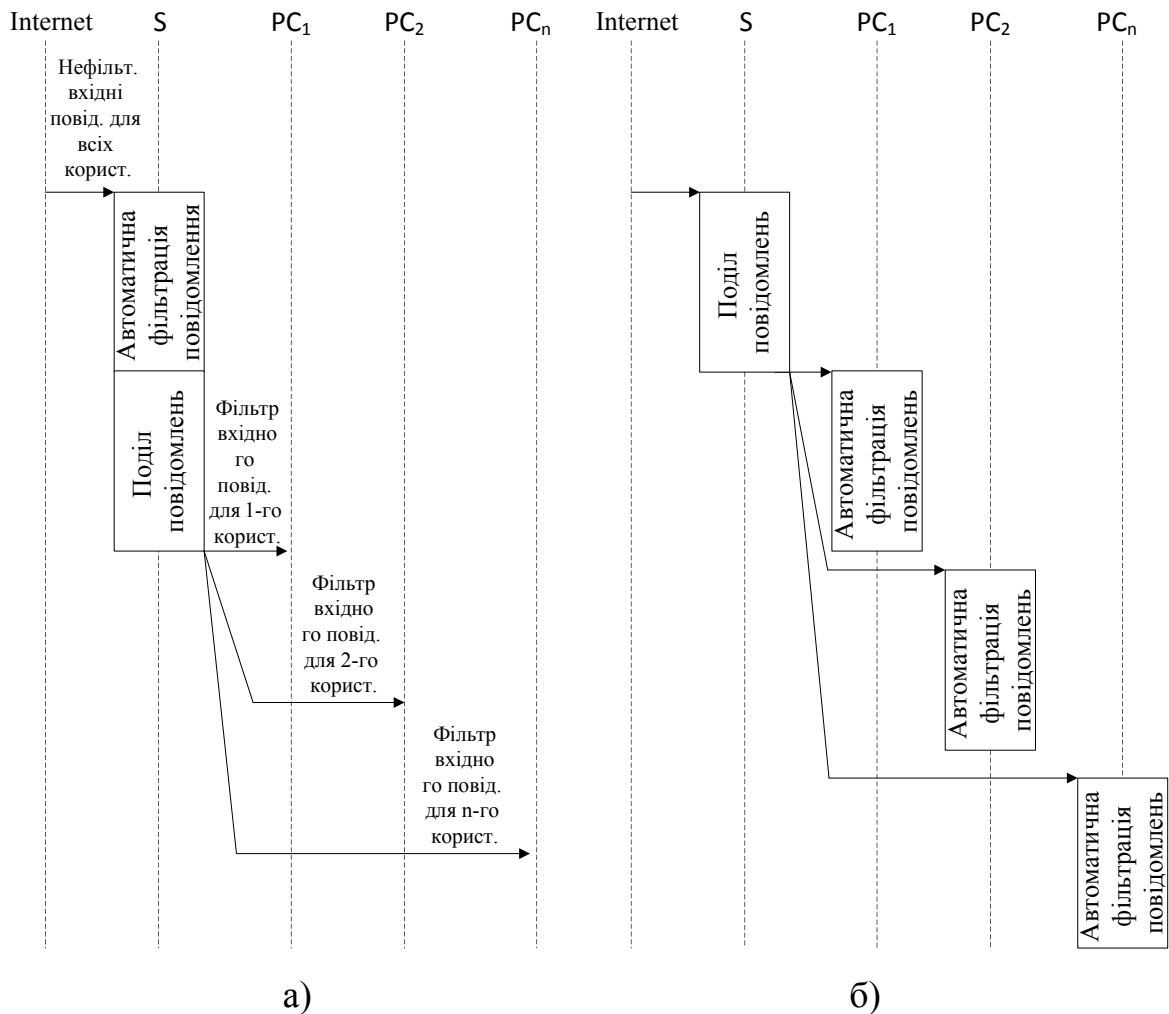 Internet
S
PC₁
PC₂
PCₙ
Нефільт.
вхідні
повід. для
всіх
корист.
Автоматична
фільтрація
повідомлення
Поділ
повідомлень
Фільтр
вхідно
го
повід.
для 1-го
корист.
Фільтр
вхідно
го повід.
для 2-го
корист.
Фільтр
вхідно
го повід.
для n-го
корист.
а)
Internet
S
PC₁
PC₂
PCₙ
Поділ
повідомлень
Автоматична
фільтрація
повідомлень
Автоматична
фільтрація
повідомлень
Автоматична
фільтрація
повідомлень
б)